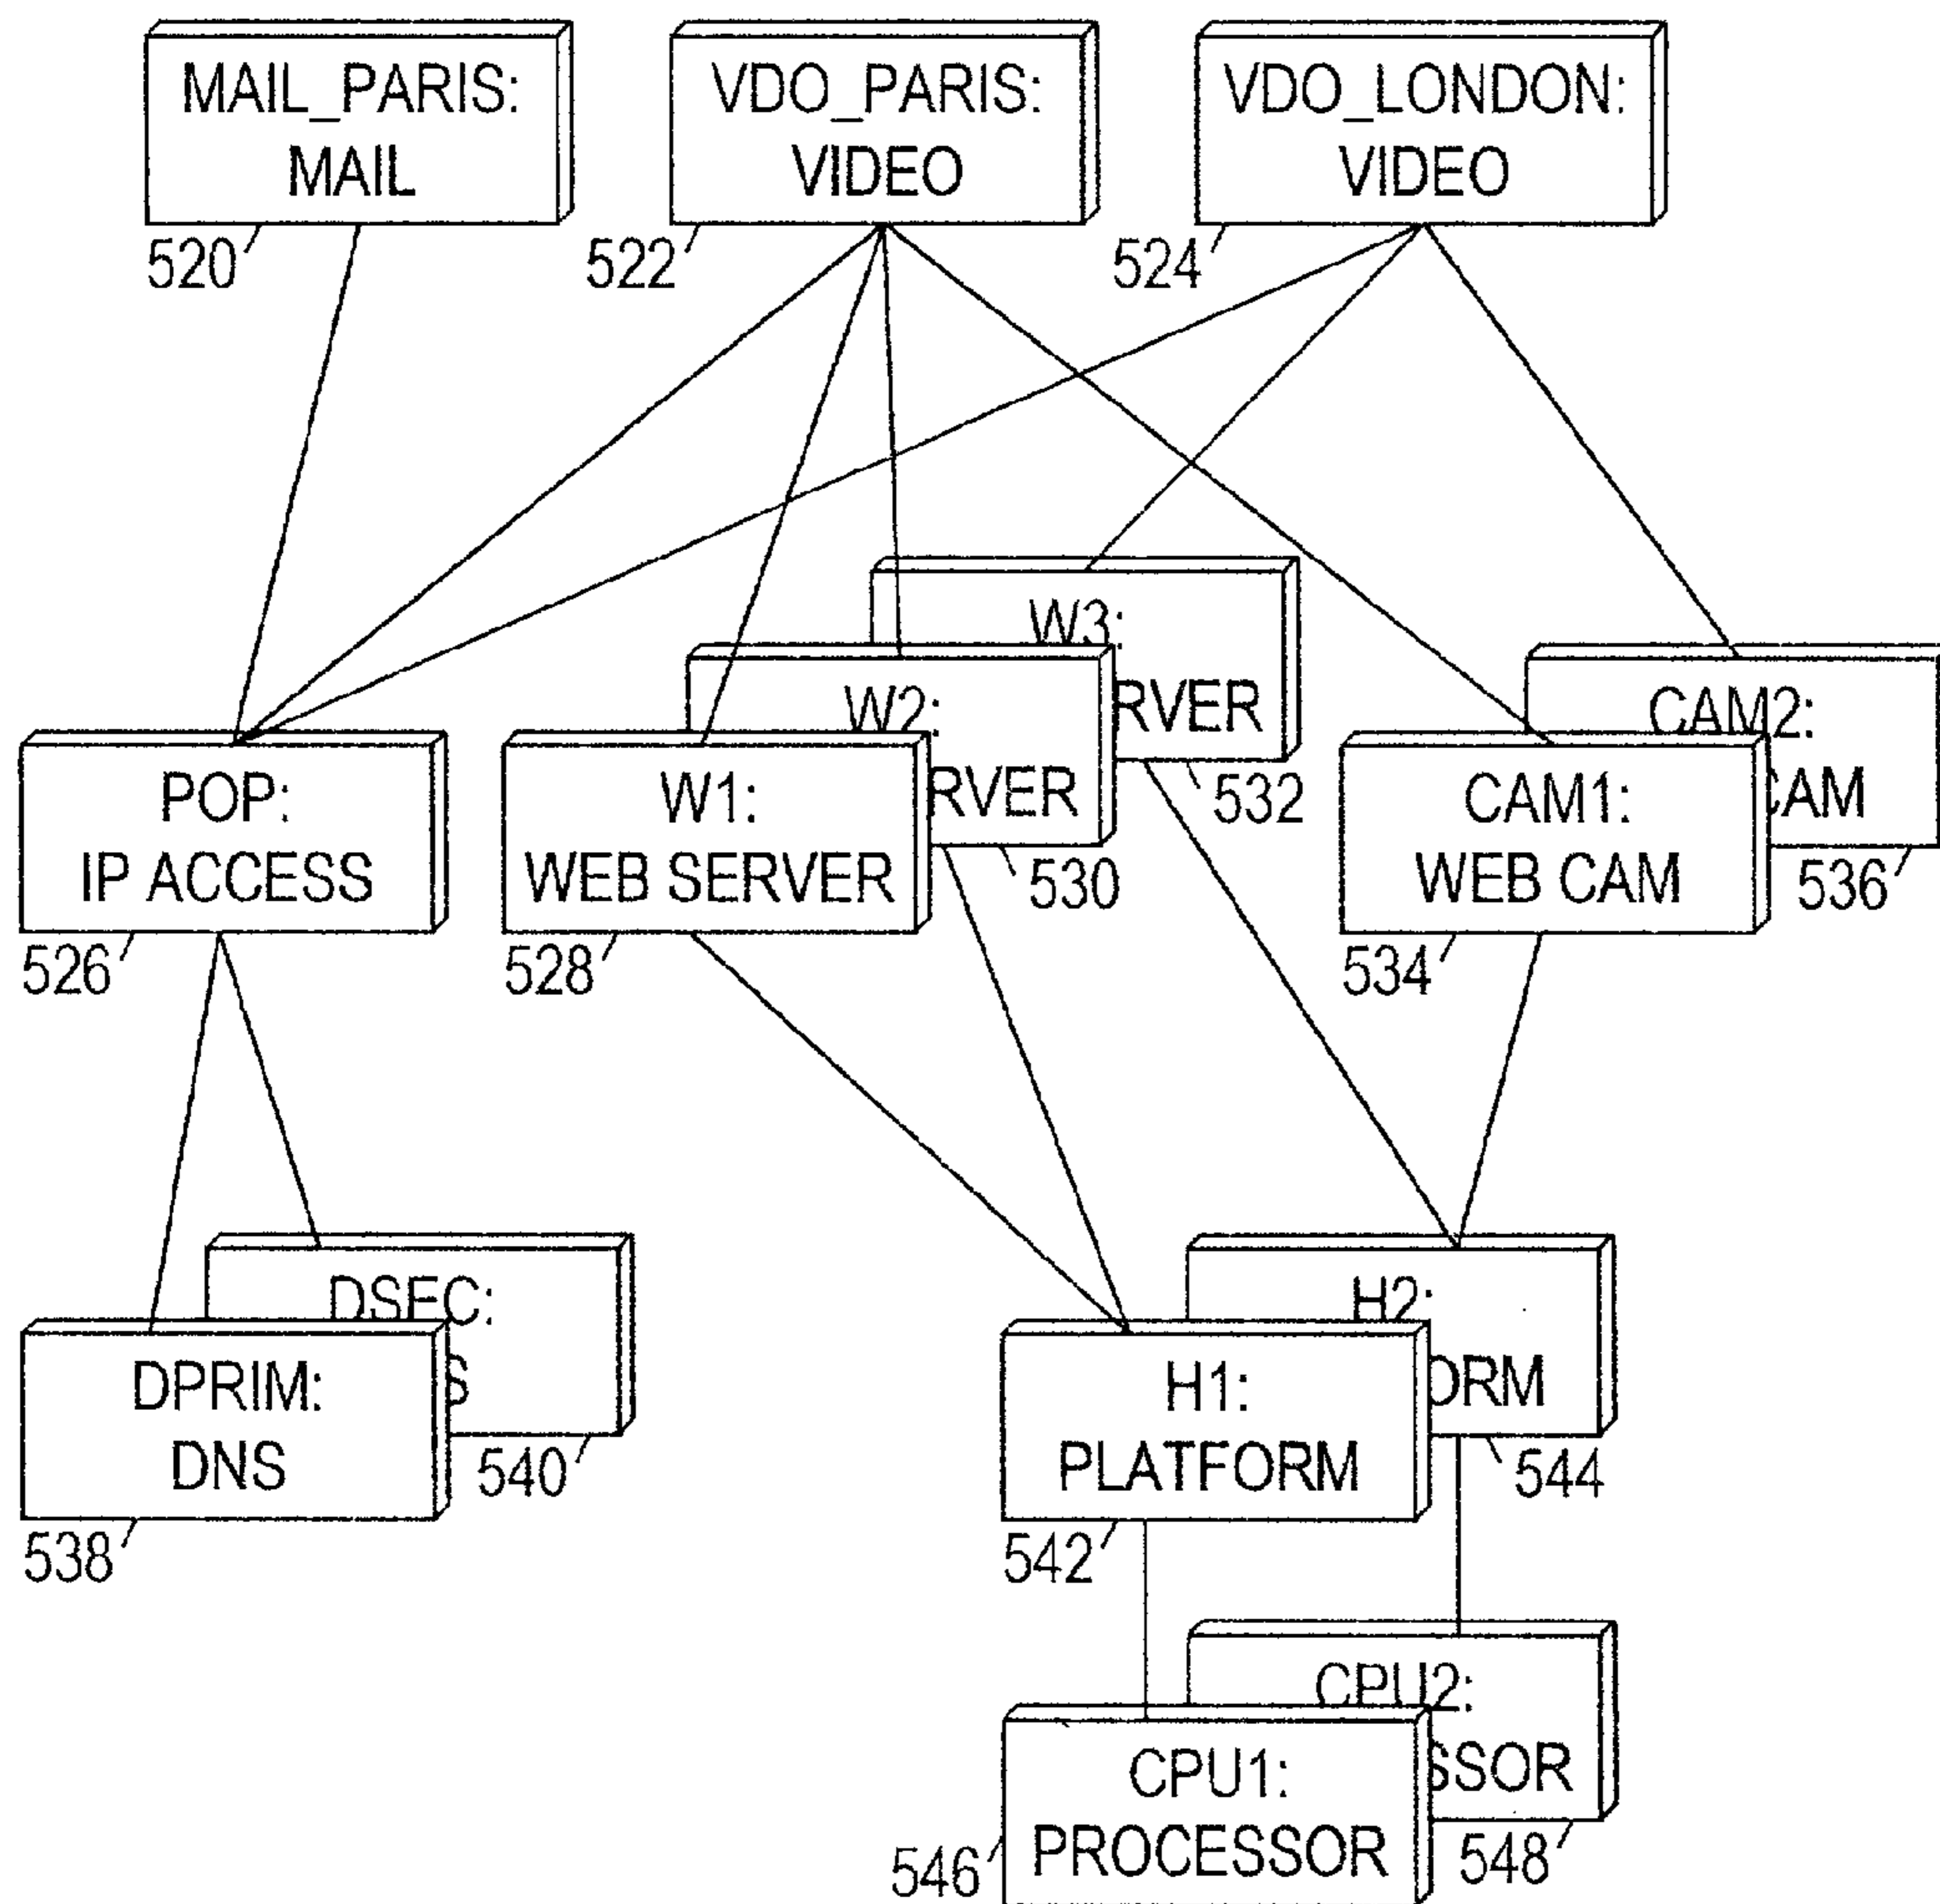 MAIL_PARIS:
MAIL
520
VDO_PARIS:
VIDEO
522
VDO_LONDON:
VIDEO
524
W3:
RVER
532
W2:
RVER
530
W1:
WEB SERVER
528
POP:
IP ACCESS
526
CAM2:
CAM
536
CAM1:
WEB CAM
534
DSEC:
S
540
DPRIM:
DNS
538
H2:
ORM
544
H1:
PLATFORM
542
CPU2:
SSOR
548
CPU1:
PROCESSOR
546